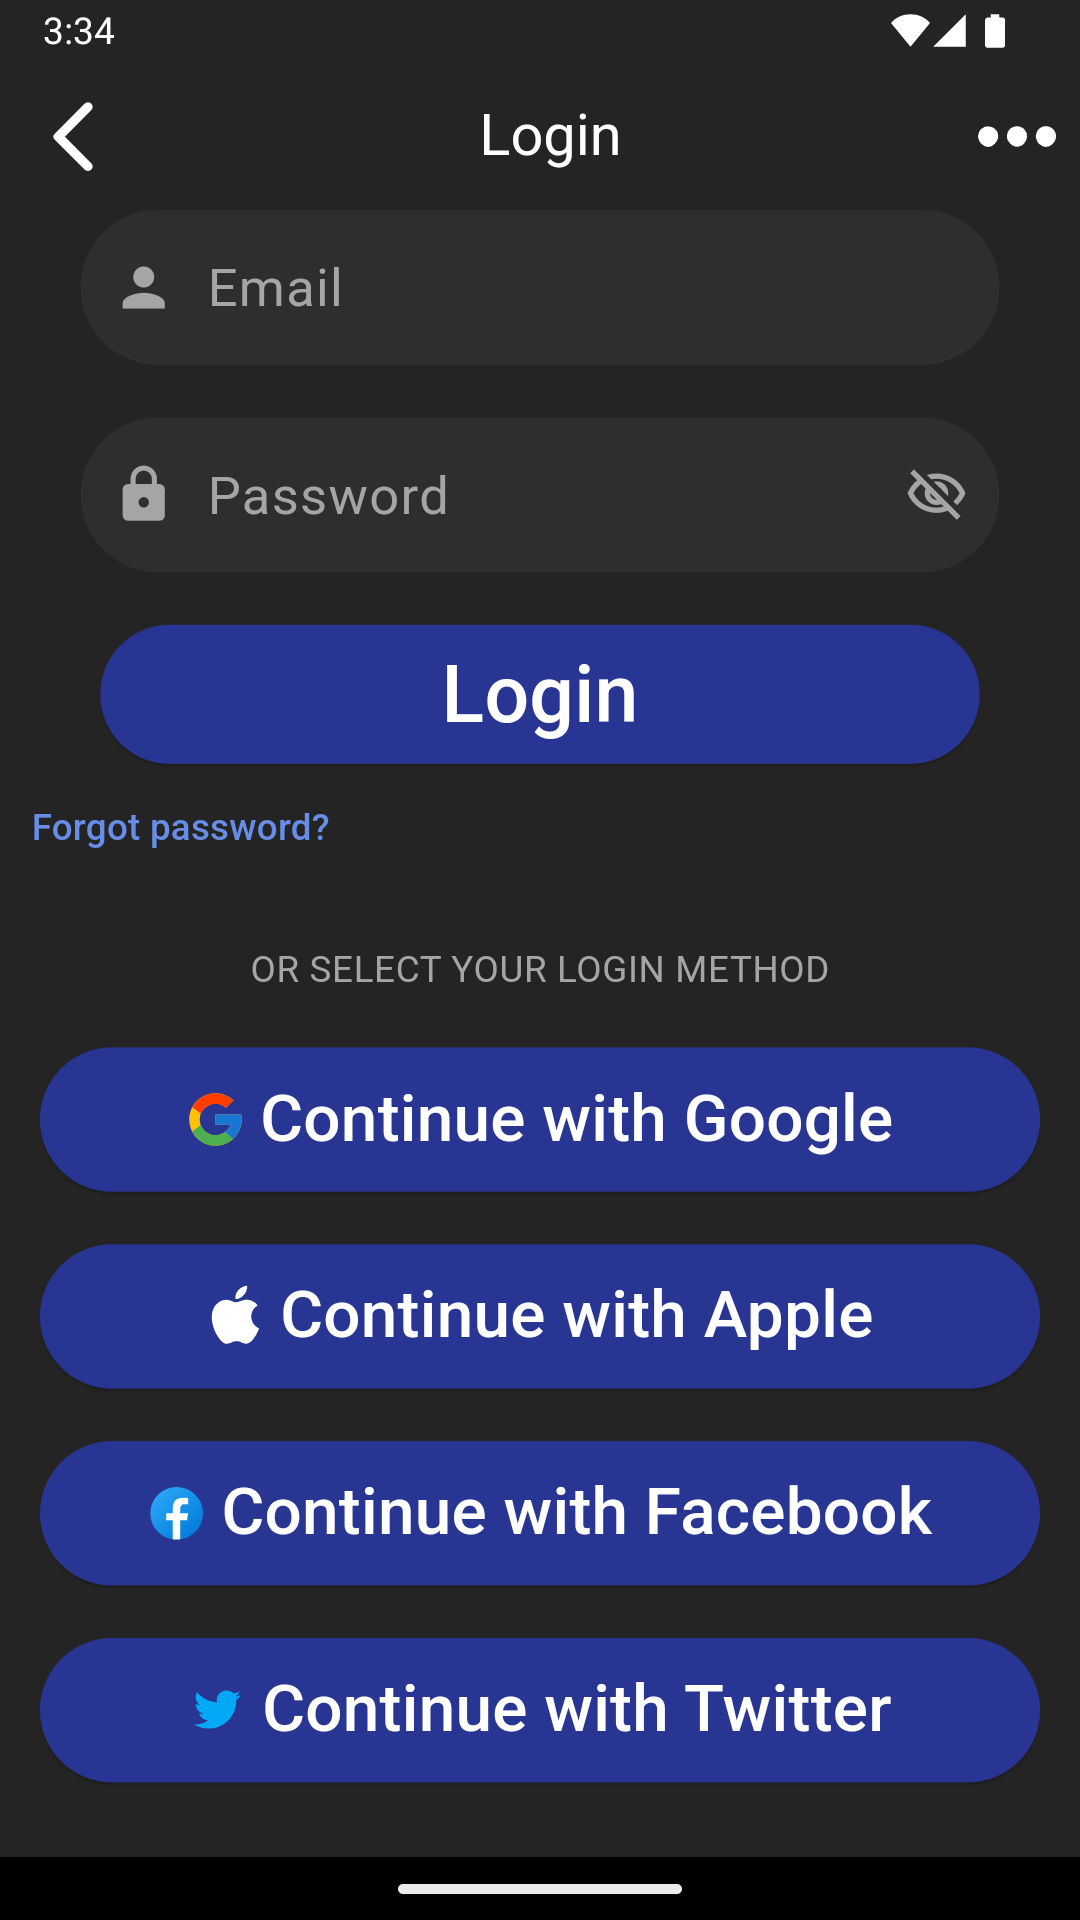 3:34
Login
Email
Password
Login
Forgot password?
OR SELECT YOUR LOGIN METHOD
Continue with Google
Continue with Apple
Continue with Facebook
Continue with Twitter